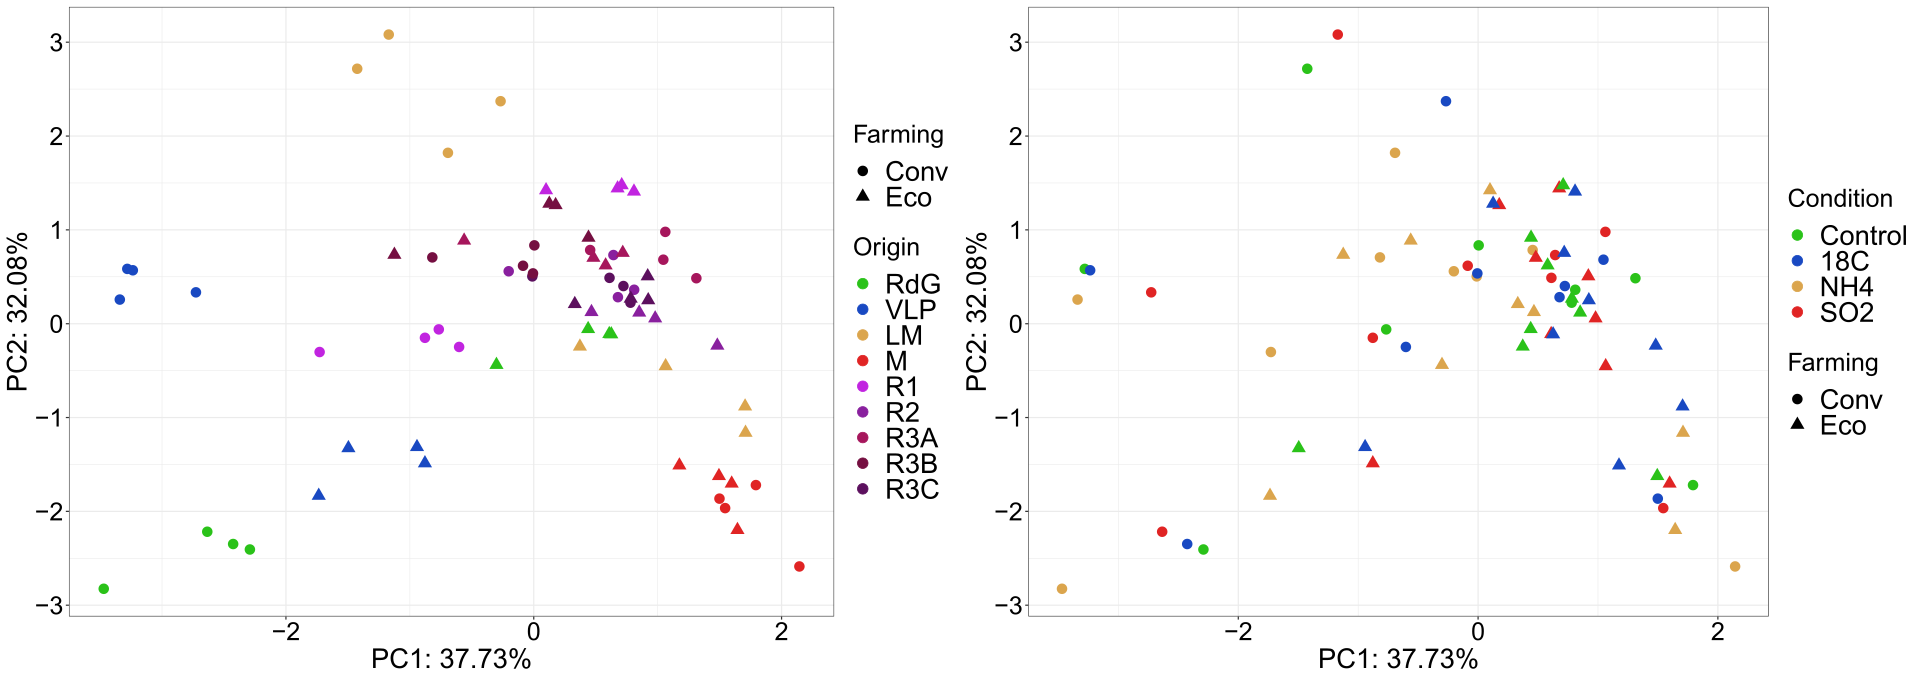 3
2
1
0
−1
−2
−3
PC2: 32.08%
−2
0
2
PC1: 37.73%
Farming
Conv
Eco
Origin
RdG
VLP
LM
M
R1
R2
R3A
R3B
R3C
3
2
1
0
−1
−2
−3
PC2: 32.08%
−2
0
2
PC1: 37.73%
Condition
Control
18C
NH4
SO2
Farming
Conv
Eco